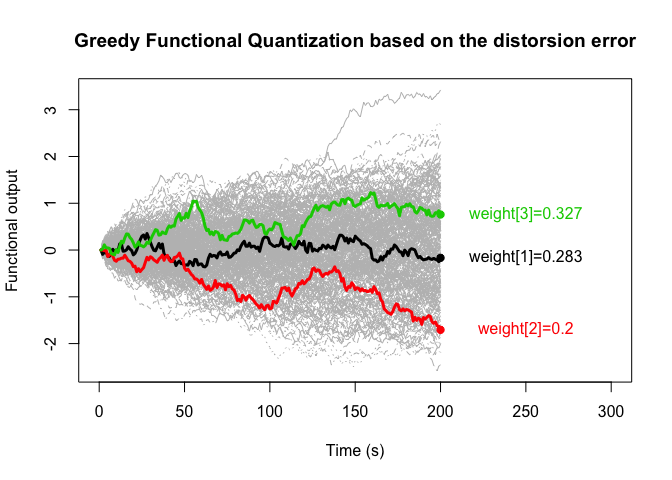 Greedy Functional Quantization based on the distorsion error
Functional output
3
2
1
0
-1
-2
weight[3]=0.327
weight[1]=0.283
weight[2]=0.2
0 50 100 150 200 250 300
Time (s)